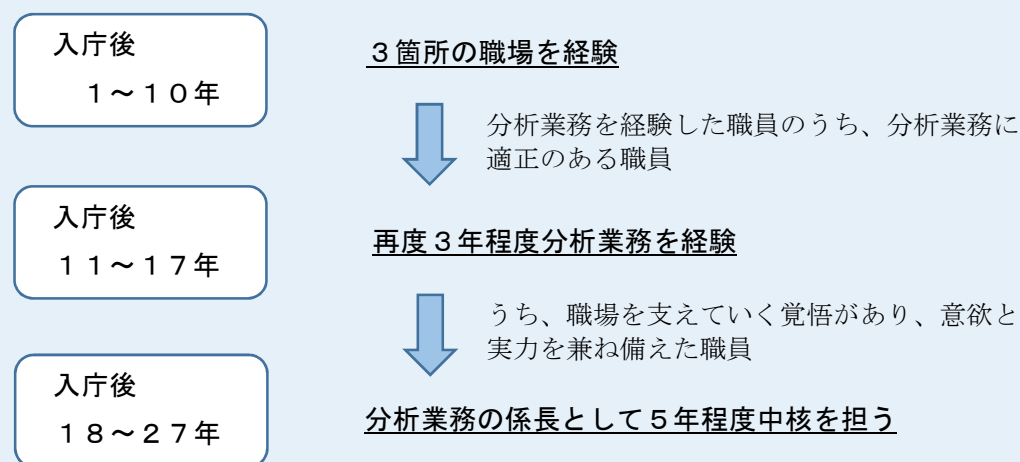 入庁後
１～１０年
３箇所の職場を経験
分析業務を経験した職員のうち、分析業務に
適正のある職員
入庁後
１１～１７年
再度３年程度分析業務を経験
うち、職場を支えていく覚悟があり、意欲と
実力を兼ね備えた職員
入庁後
１８～２７年
分析業務の係長として５年程度中核を担う